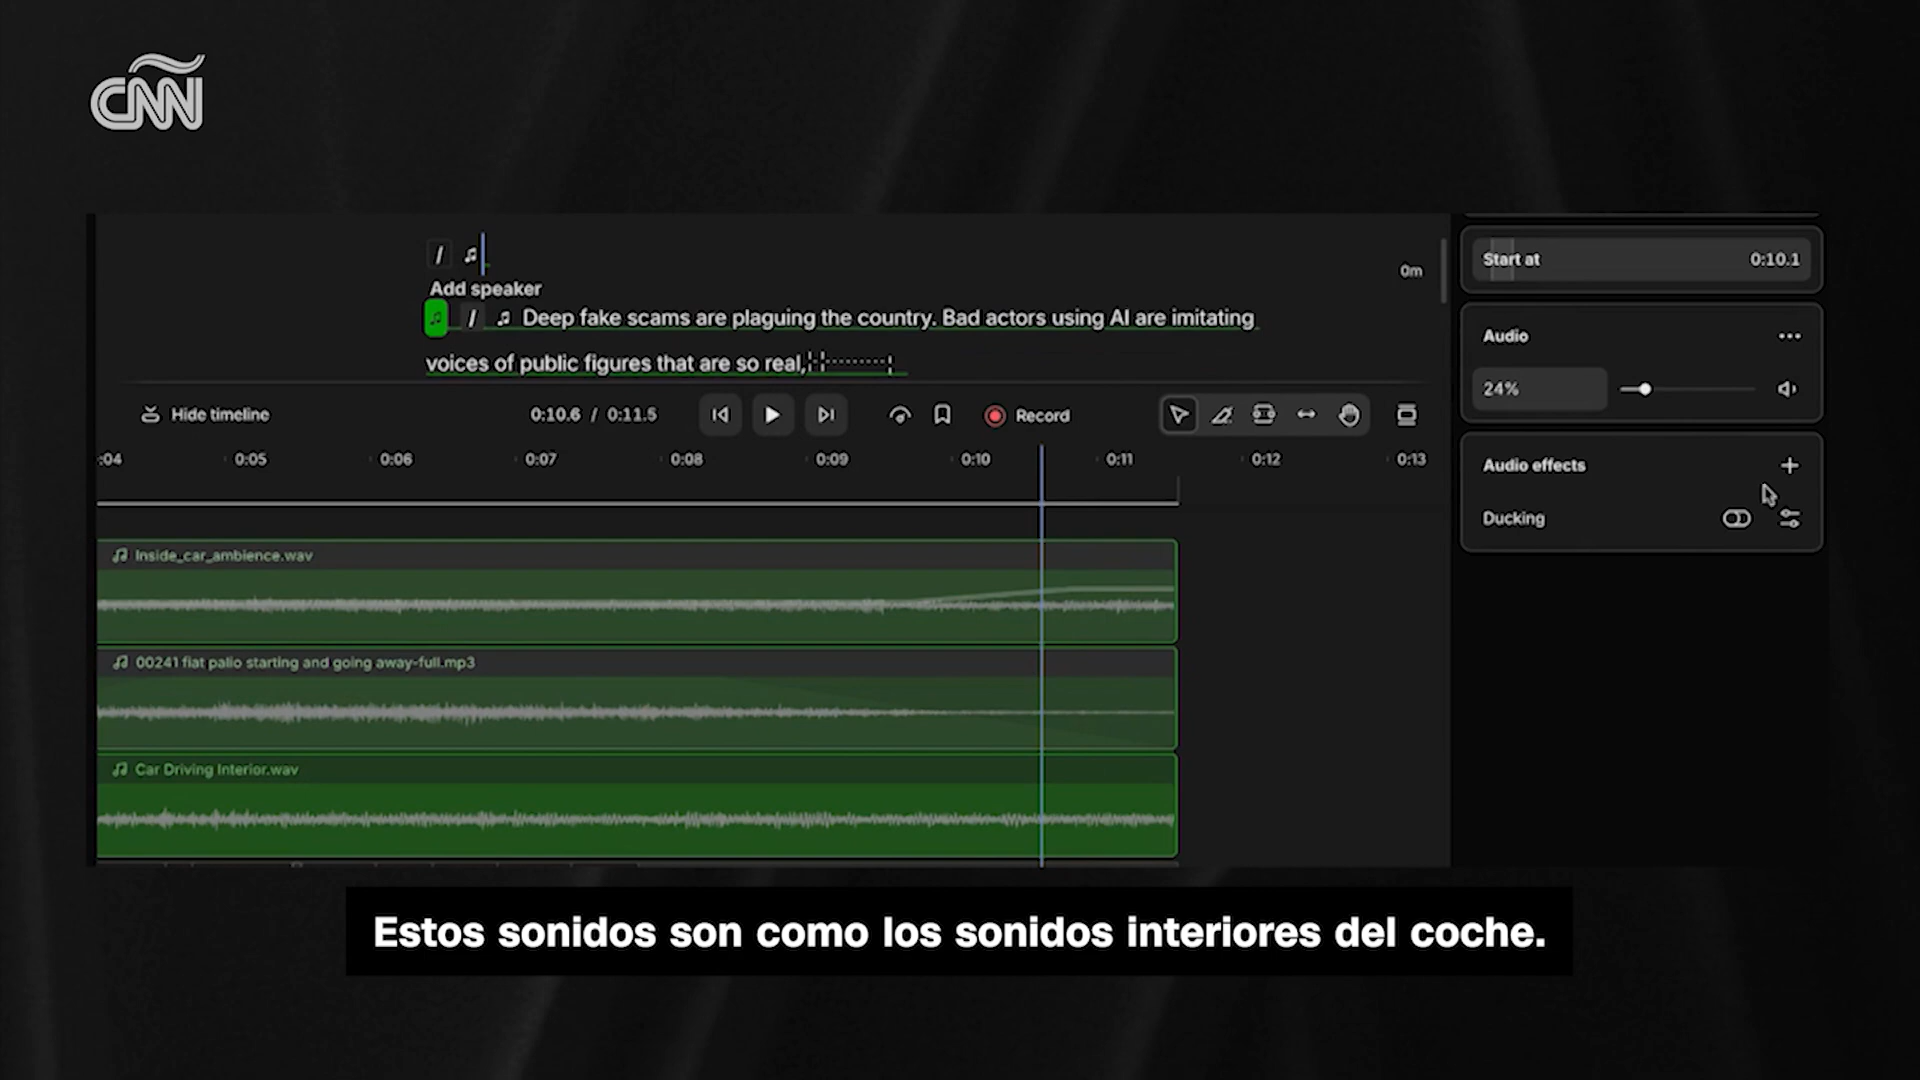 CNN
Add speaker
0m
Deep fake scams are plaguing the country. Bad actors using AI are imitating
voices of public figures that are so real,
Start at 0:10.1
Audio
24%
Audio effects
Ducking
Hide timeline 0:10.6 / 0:11.5 Record
:04 0:05 0:06 0:07 0:08 0:09 0:10 0:11 0:12 0:13
Inside_car_ambience.wav
00241 fiat palio starting and going away-full.mp3
Car Driving Interior.wav
Estos sonidos son como los sonidos interiores del coche.